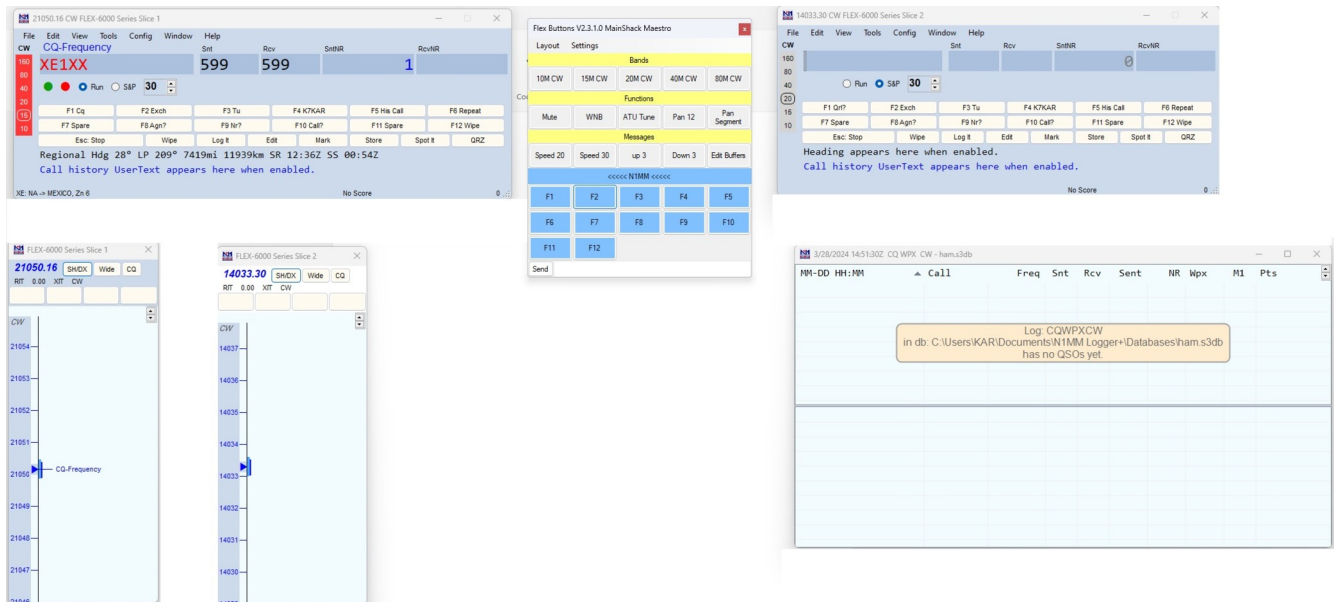 21050.16 CW FLEX-6000 Series Slice 1
File Edit View Tools Config Window Help
CW CQ-Frequency Snt Rcv SntNR RcvNR
160 XE1XX 599 599 1
80
40 Run S&P 30
20
15
10
F1 Cq F2 Exch F3 Tu F4 K7KAR F5 His Call F6 Repeat
F7 Spare F8 Agn? F9 Nr? F10 Call? F11 Spare F12 Wipe
Esc: Stop Wipe Log It Edit Mark Store Spot It QRZ
Regional Hdg 28° LP 209° 7419mi 11939km SR 12:36Z SS 00:54Z
Call history UserText appears here when enabled.
XE: NA -> MEXICO, Zn 6 No Score 0
Flex Buttons V2.3.1.0 MainShack Maestro x
Layout Settings
Bands
10M CW 15M CW 20M CW 40M CW 80M CW
Functions
Mute WNB ATU Tune Pan 12 Pan Segment
Messages
Speed 20 Speed 30 up 3 Down 3 Edit Buffers
<<<<< N1MM <<<<<
F1 F2 F3 F4 F5
F6 F7 F8 F9 F10
F11 F12
Send
14033.30 CW FLEX-6000 Series Slice 2
File Edit View Tools Config Window Help
CW Snt Rcv SntNR RcvNR
160 0
80
40 Run S&P 30
20
15
10
F1 Qrl? F2 Exch F3 Tu F4 K7KAR F5 His Call F6 Repeat
F7 Spare F8 Agn? F9 Nr? F10 Call? F11 Spare F12 Wipe
Esc: Stop Wipe Log It Edit Mark Store Spot It QRZ
Heading appears here when enabled.
Call history UserText appears here when enabled.
No Score 0
FLEX-6000 Series Slice 1
21050.16 SH/DX Wide CQ
RIT 0.00 XIT CW
CW
21054
21053
21052
21051
21050 CQ-Frequency
21049
21048
21047
FLEX-6000 Series Slice 2
14033.30 SH/DX Wide CQ
RIT 0.00 XIT CW
CW
14037
14036
14035
14034
14033
14032
14031
14030
3/28/2024 14:51:30Z CQ WPX CW - ham.s3db
MM-DD HH:MM Call Freq Snt Rcv Sent NR Wpx M1 Pts
Log: CQWPXCW
in db: C:\Users\KAR\Documents\N1MM Logger+\Databases\ham.s3db
has no QSOs yet.